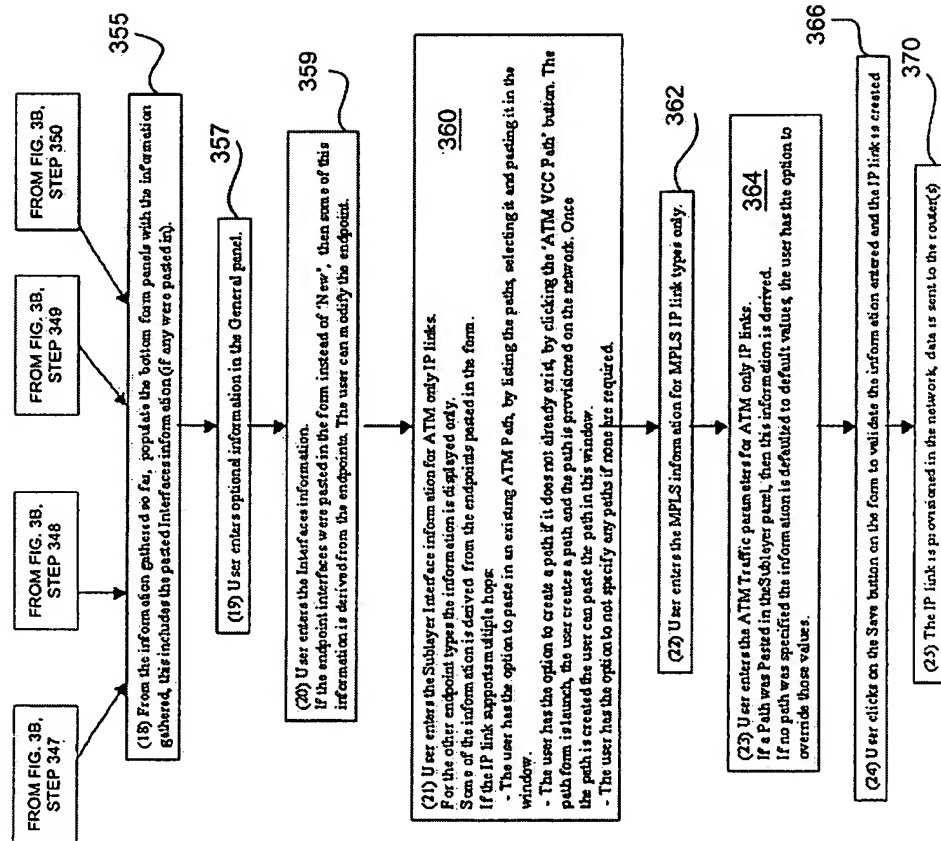 FROM FIG. 3B,
STEP 347
FROM FIG. 3B,
STEP 348
FROM FIG. 3B,
STEP 349
FROM FIG. 3B,
STEP 350
355
(18) From the information gathered so far, populate the bottom form panels with the information
gathered, this includes the pasted Interfaces information (if any were pasted in).
357
(19) User enters optional information in the General panel.
359
(20) User enters the Interfaces information.
If the endpoint interfaces were pasted in the form instead of 'New', then some of this
information is derived from the endpoints. The user can modify the endpoint.
360
(21) User enters the Sublayer Interface information for ATM only IP links.
For the other endpoint types the information is displayed only.
Some of the information is derived from the endpoints pasted in the form.
If the IP link supports multiple hops:
- The user has the option to paste in an existing ATM Path, by listing the paths, selecting it and pasting it in the
window.
- The user has the option to create a path if it does not already exist, by clicking the 'ATM VCC Path' button. The
path form is launch, the user creates a path and the path is provisioned on the network. Once
the path is created the user can paste the path in this window.
- The user has the option to not specify any paths if none are required.
362
(22) User enters the MPLS information for MPLS IP link types only.
364
(23) User enters the ATM Traffic parameters for ATM only IP links.
If a Path was Pasted in the Sublayer panel, then this information is derived.
If no path was specified the information is defaulted to default values, the user has the option to
override those values.
366
(24) User clicks on the Save button on the form to validate the information entered and the IP link is created
370
(25) The IP link is provisioned in the network, data is sent to the router(s)